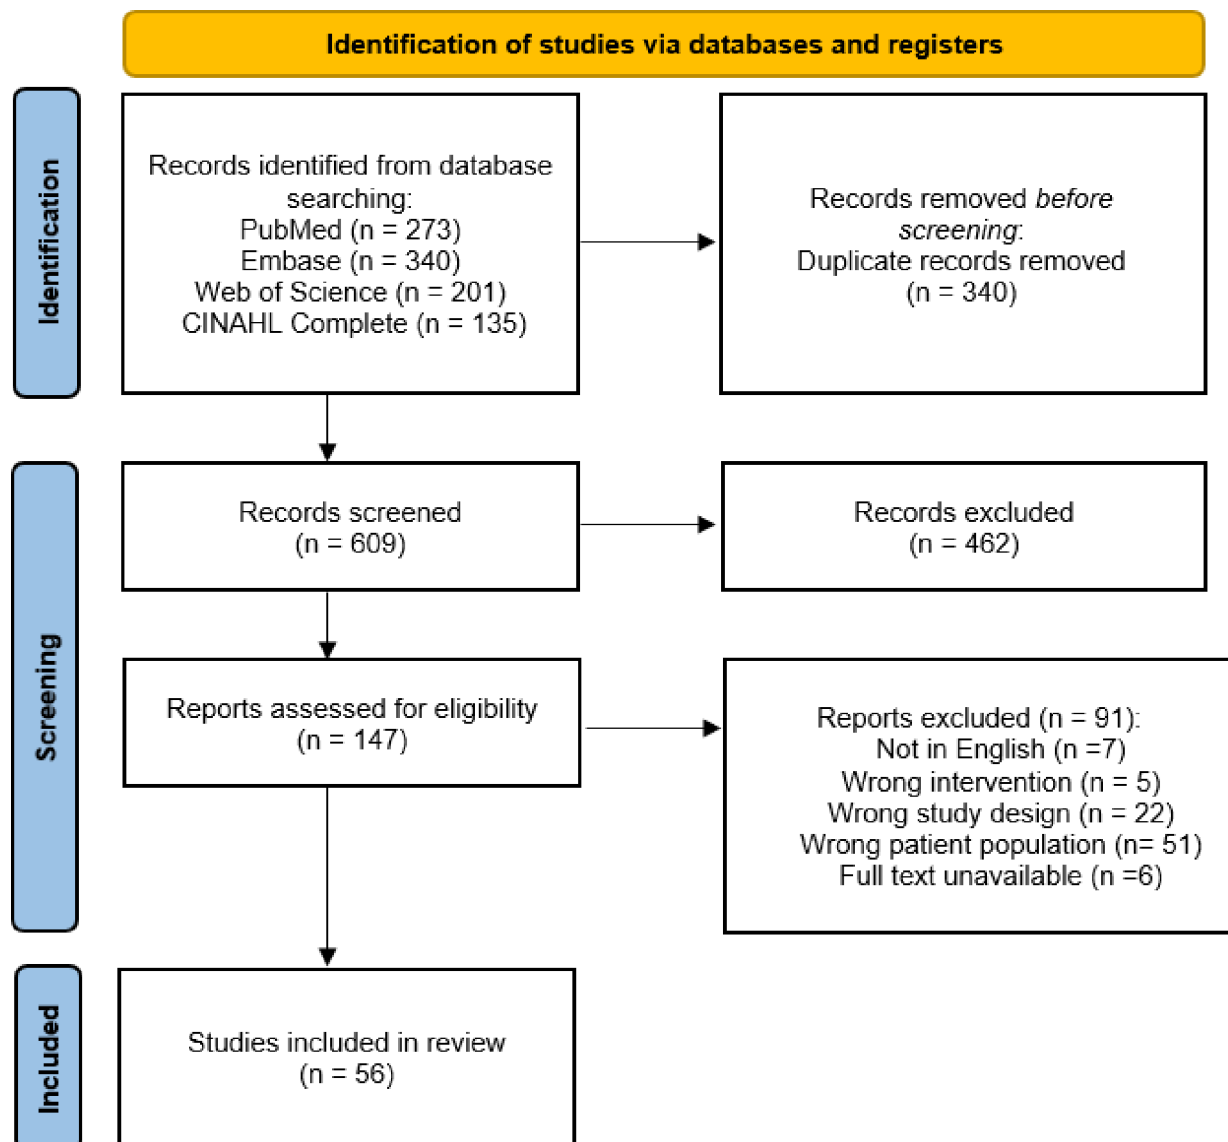 Identification of studies via databases and registers
Identification
Records identified from database
searching:
PubMed (n = 273)
Embase (n = 340)
Web of Science (n = 201)
CINAHL Complete (n = 135)
Records removed before
screening:
Duplicate records removed
(n = 340)
Screening
Records screened
(n = 609)
Records excluded
(n = 462)
Reports assessed for eligibility
(n = 147)
Reports excluded (n = 91):
Not in English (n =7)
Wrong intervention (n = 5)
Wrong study design (n = 22)
Wrong patient population (n= 51)
Full text unavailable (n =6)
Included
Studies included in review
(n = 56)